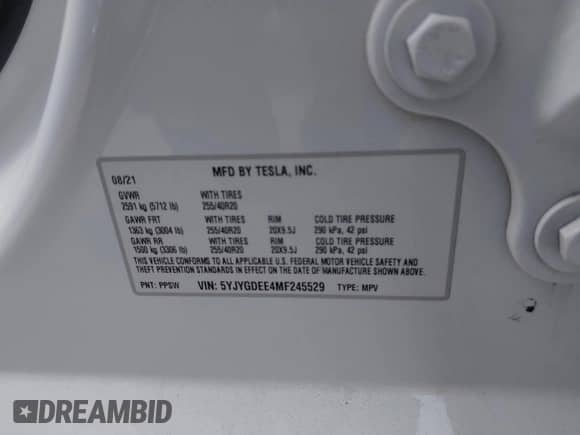 MFD BY TESLA, INC.
08/21
GVWR WITH TIRES
2591 kg (5712 lb) 255/40R20
GAWR FRT WITH TIRES RIM COLD TIRE PRESSURE
1363 kg (3004 lb) 255/40R20 20X9.5J 290 kPa, 42 psi
GAWR RR WITH TIRES RIM COLD TIRE PRESSURE
1500 kg (3306 lb) 255/40R20 20X9.5J 290 kPa, 42 psi
THIS VEHICLE CONFORMS TO ALL APPLICABLE U.S. FEDERAL MOTOR VEHICLE SAFETY AND
THEFT PREVENTION STANDARDS IN EFFECT ON THE DATE OF MANUFACTURE SHOWN ABOVE.
PNT: PPSW VIN: 5YJYGDEE4MF245529 TYPE: MPV
DREAMBID